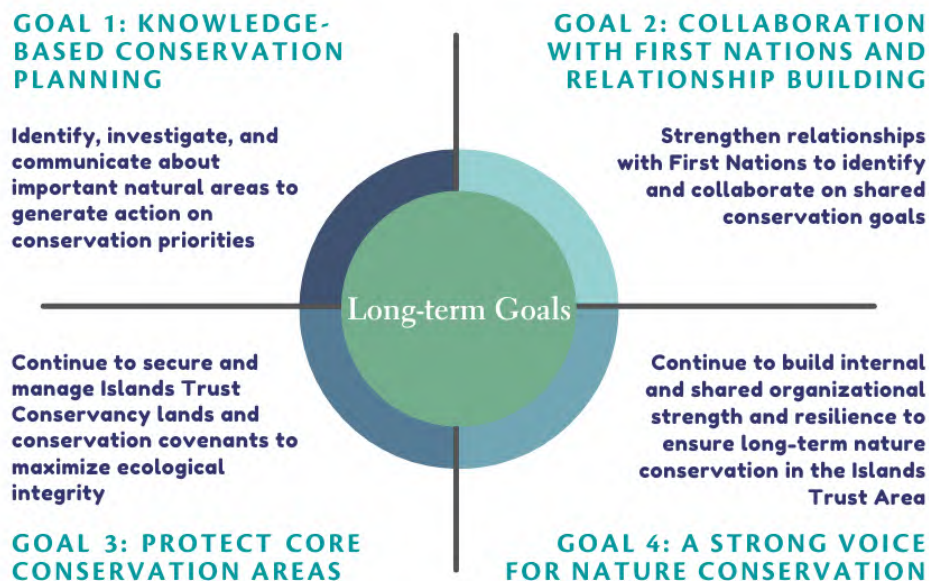 GOAL 1: KNOWLEDGE-
BASED CONSERVATION
PLANNING
Identify, investigate, and
communicate about
important natural areas to
generate action on
conservation priorities
GOAL 2: COLLABORATION
WITH FIRST NATIONS AND
RELATIONSHIP BUILDING
Strengthen relationships
with First Nations to identify
and collaborate on shared
conservation goals
Long-term Goals
Continue to secure and
manage Islands Trust
Conservancy lands and
conservation covenants to
maximize ecological
integrity
GOAL 3: PROTECT CORE
CONSERVATION AREAS
Continue to build internal
and shared organizational
strength and resilience to
ensure long-term nature
conservation in the Islands
Trust Area
GOAL 4: A STRONG VOICE
FOR NATURE CONSERVATION